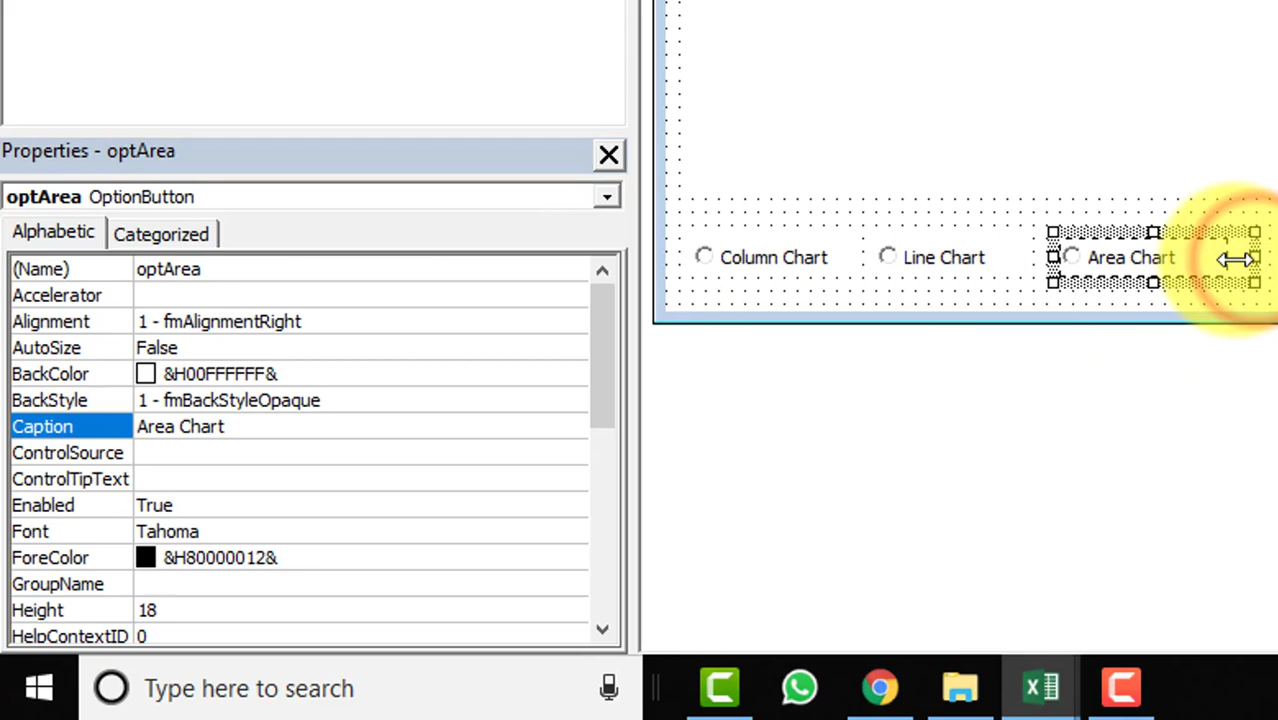 Properties - optArea
optArea OptionButton
Alphabetic Categorized
(Name) optArea
Accelerator
Alignment 1 - fmAlignmentRight
AutoSize False
BackColor &H00FFFFFF&
BackStyle 1 - fmBackStyleOpaque
Caption Area Chart
ControlSource
ControlTipText
Enabled True
Font Tahoma
ForeColor &H80000012&
GroupName
Height 18
HelpContextID 0
Column Chart Line Chart Area Chart
Type here to search